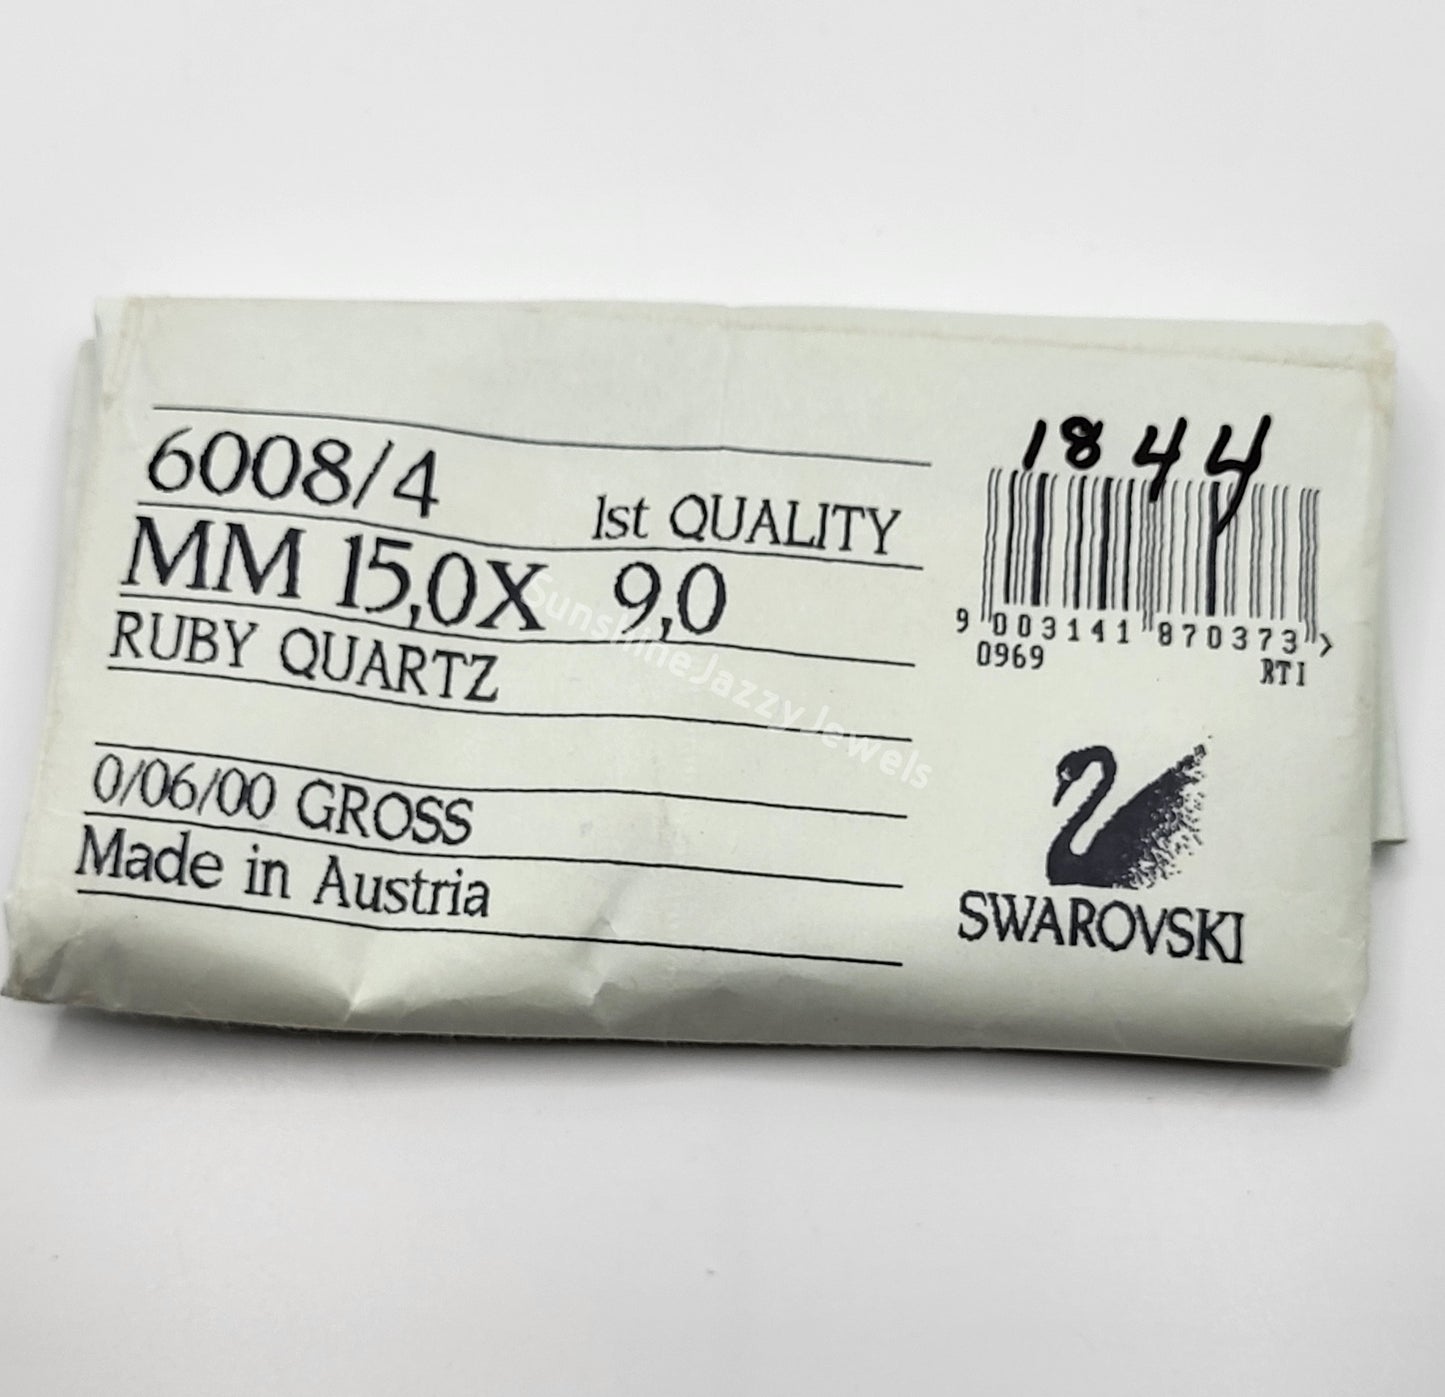 6008/4
1st QUALITY
MM 15,0X 9,0
RUBY QUARTZ
0/06/00 GROSS
Made in Austria
1844
9 003141 870373 >
0969 RTI
SWAROVSKI
SunshineJazzy Jewels